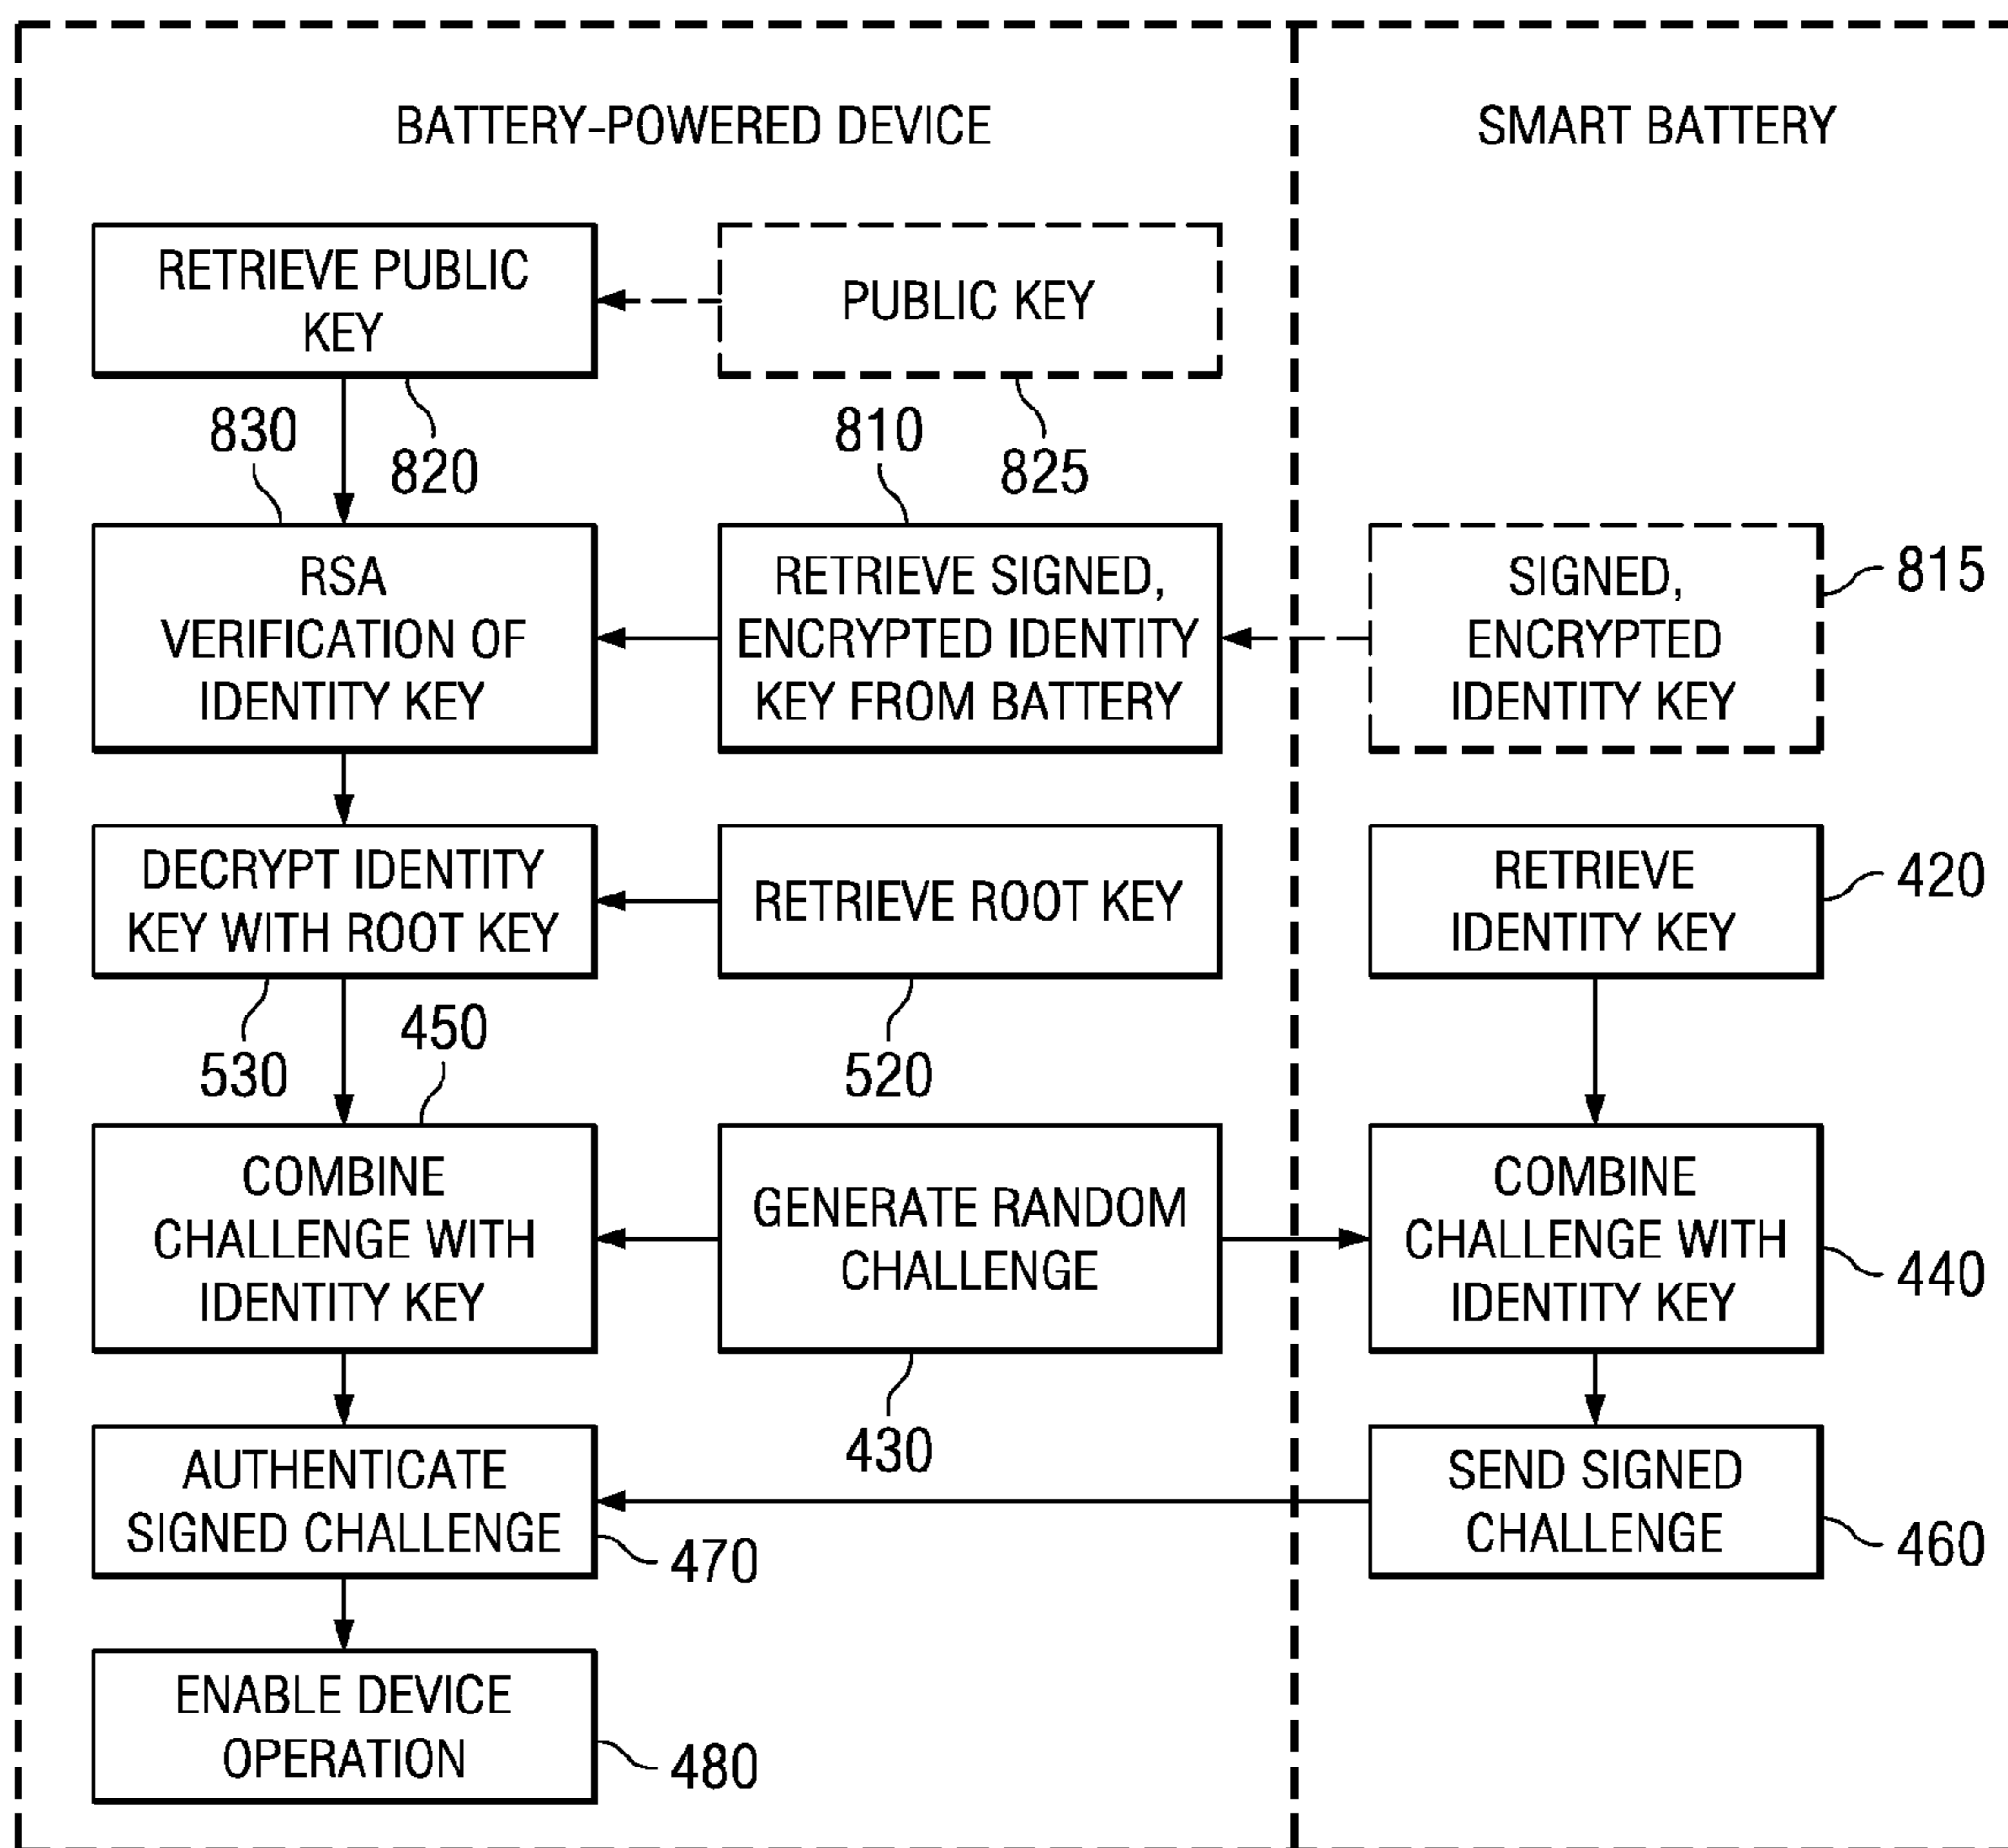 BATTERY-POWERED DEVICE
SMART BATTERY
RETRIEVE PUBLIC
KEY
PUBLIC KEY
830
820
810
825
RSA
VERIFICATION OF
IDENTITY KEY
RETRIEVE SIGNED,
ENCRYPTED IDENTITY
KEY FROM BATTERY
SIGNED,
ENCRYPTED
IDENTITY KEY
815
DECRYPT IDENTITY
KEY WITH ROOT KEY
RETRIEVE ROOT KEY
RETRIEVE
IDENTITY KEY
420
530
450
520
COMBINE
CHALLENGE WITH
IDENTITY KEY
GENERATE RANDOM
CHALLENGE
COMBINE
CHALLENGE WITH
IDENTITY KEY
440
430
AUTHENTICATE
SIGNED CHALLENGE
470
SEND SIGNED
CHALLENGE
460
ENABLE DEVICE
OPERATION
480